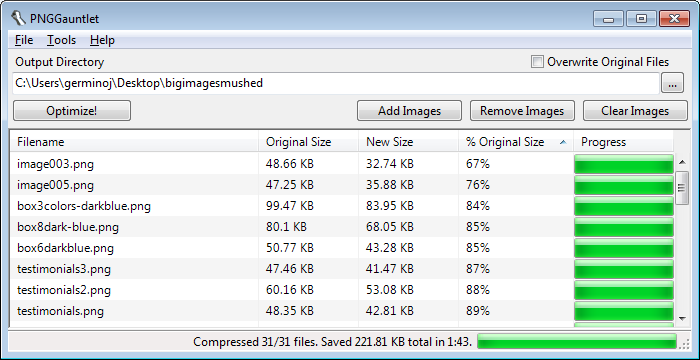 PNGGauntlet
File Tools Help
Output Directory
Overwrite Original Files
C:\Users\germinoj\Desktop\bigimagesmushed
...
Optimize! Add Images Remove Images Clear Images
Filename Original Size New Size % Original Size Progress
image003.png 48.66 KB 32.74 KB 67%
image005.png 47.25 KB 35.88 KB 76%
box3colors-darkblue.png 99.47 KB 83.95 KB 84%
box8dark-blue.png 80.1 KB 68.05 KB 85%
box6darkblue.png 50.77 KB 43.28 KB 85%
testimonials3.png 47.46 KB 41.47 KB 87%
testimonials2.png 60.16 KB 53.08 KB 88%
testimonials.png 48.35 KB 42.81 KB 89%
Compressed 31/31 files. Saved 221.81 KB total in 1:43.